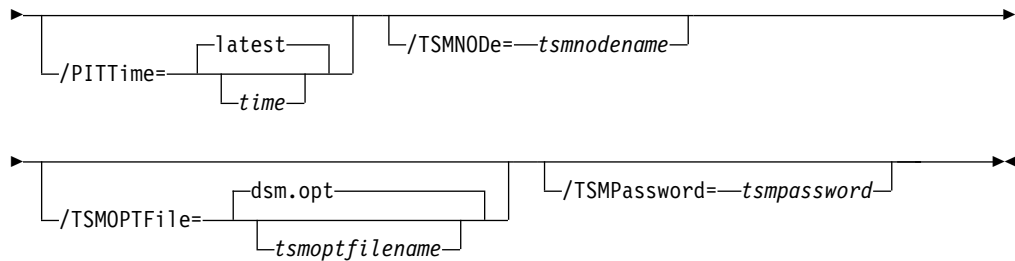 /PITTime=
latest
time
/TSMNODe= tsmnodename
/TSMOPTFile=
dsm.opt
tsmoptfilename
/TSMPassword= tsmpassword